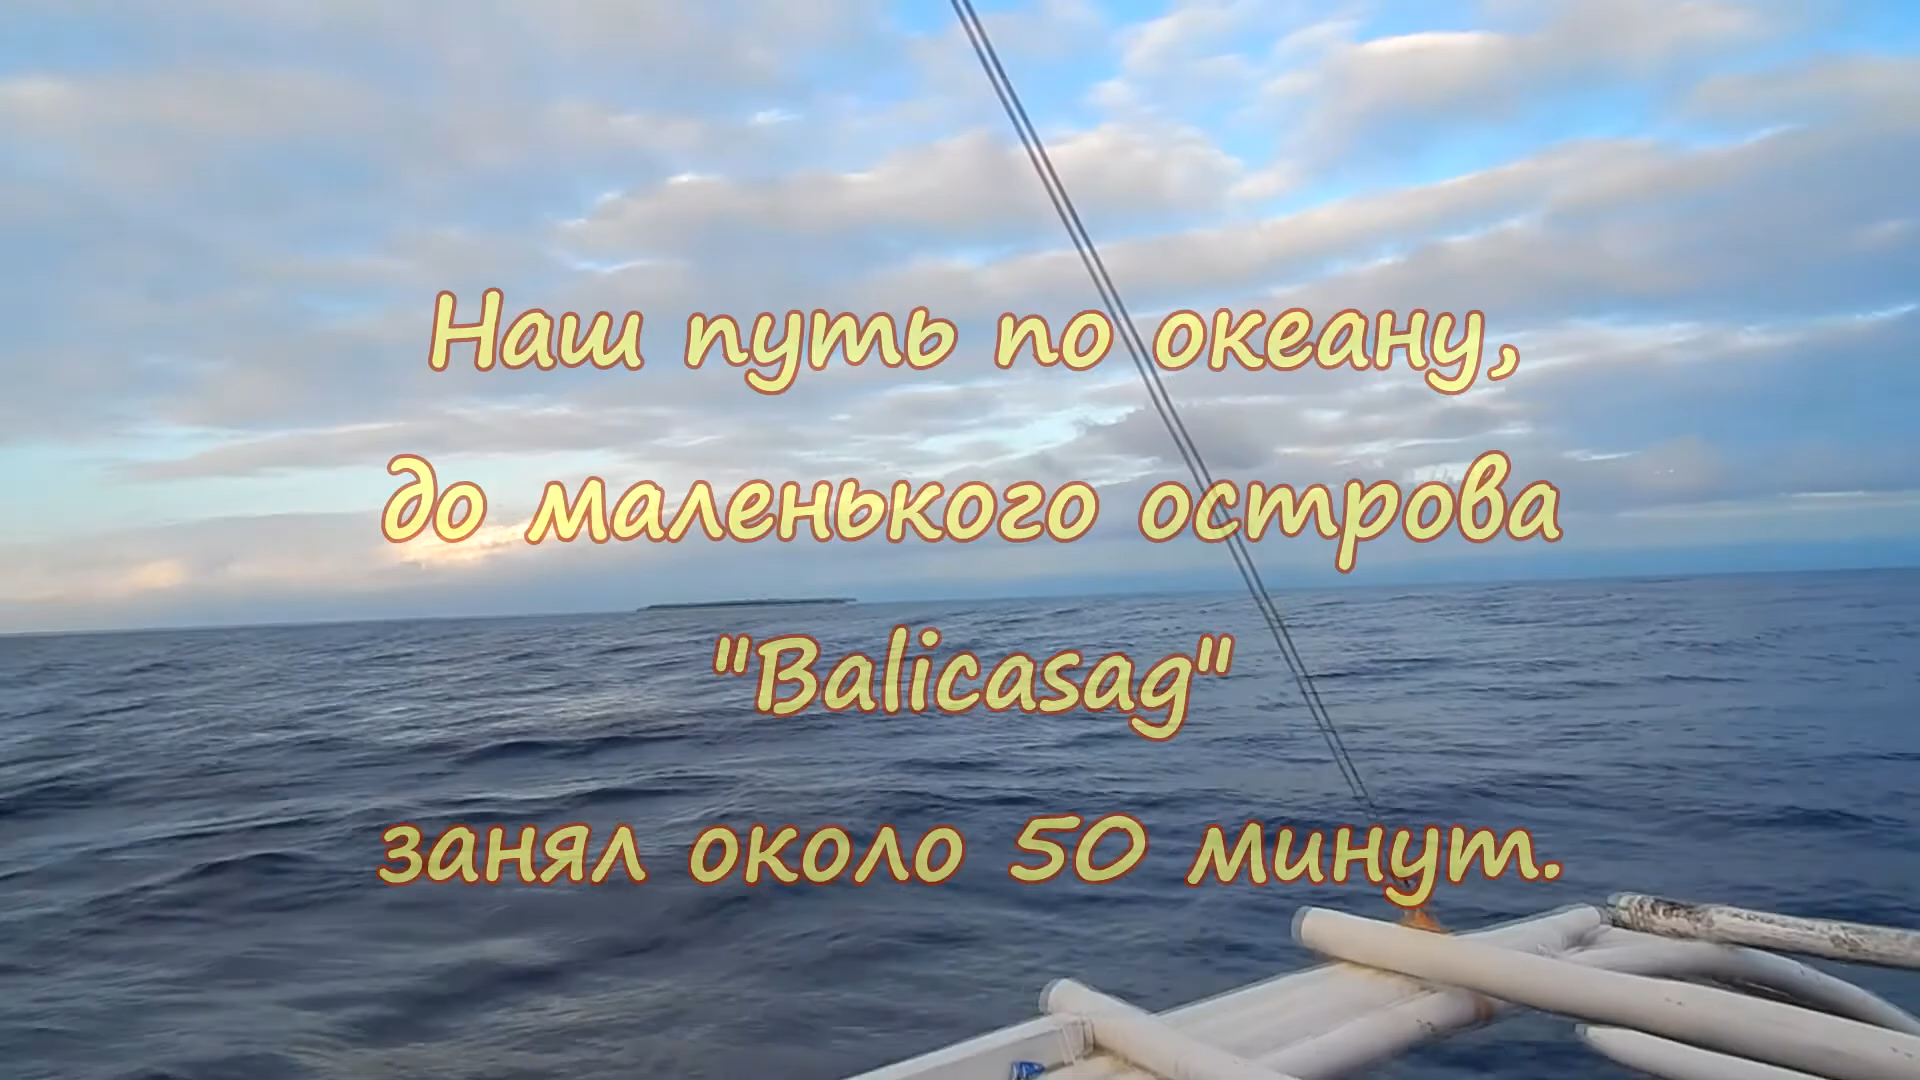 Наш путь по океану,
до маленького острова
"Balicasag"
занял около 50 минут.